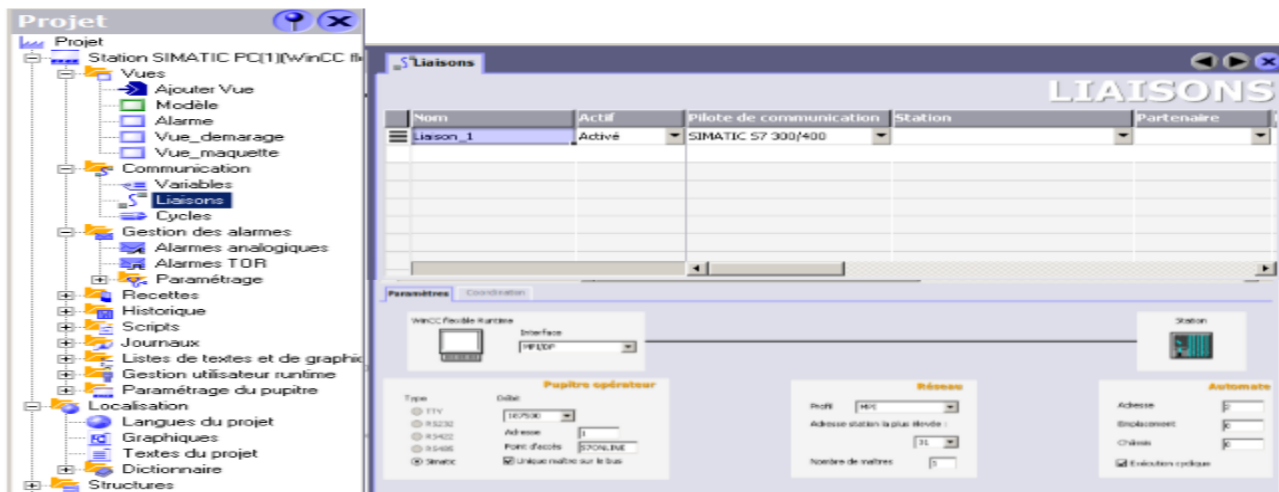 Projet
Projet
Station SIMATIC PC[1](WinCC fl
Vues
Ajouter Vue
Modèle
Alarme
Vue_demarage
Vue_maquette
Communication
Variables
Liaisons
Cycles
Gestion des alarmes
Alarmes analogiques
Alarmes TOR
Paramétrage
Recettes
Historique
Scripts
Journaux
Listes de textes et de graphic
Gestion utilisateur runtime
Paramétrage du pupitre
Localisation
Langues du projet
Graphiques
Textes du projet
Dictionnaire
Structures
Liaisons
LIAISONS
Nom Actif Pilote de communication Station Partenaire
Liaison_1 Activé SIMATIC S7 300/400
Paramètres Coordination
WinCC flexible Runtime
Interface
MPI/DP
Station
Pupitre opérateur
Type Débit
TTY
187500
RS232
RS422
Adresse 1
RS485
Point d'accès S7ONLINE
Simatic
Unique maître sur le bus
Réseau
Profil MPI
Adresse station la plus élevée :
31
Nombre de maîtres 1
Automate
Adresse 2
Emplacement 0
Châssis 0
Exécution cyclique